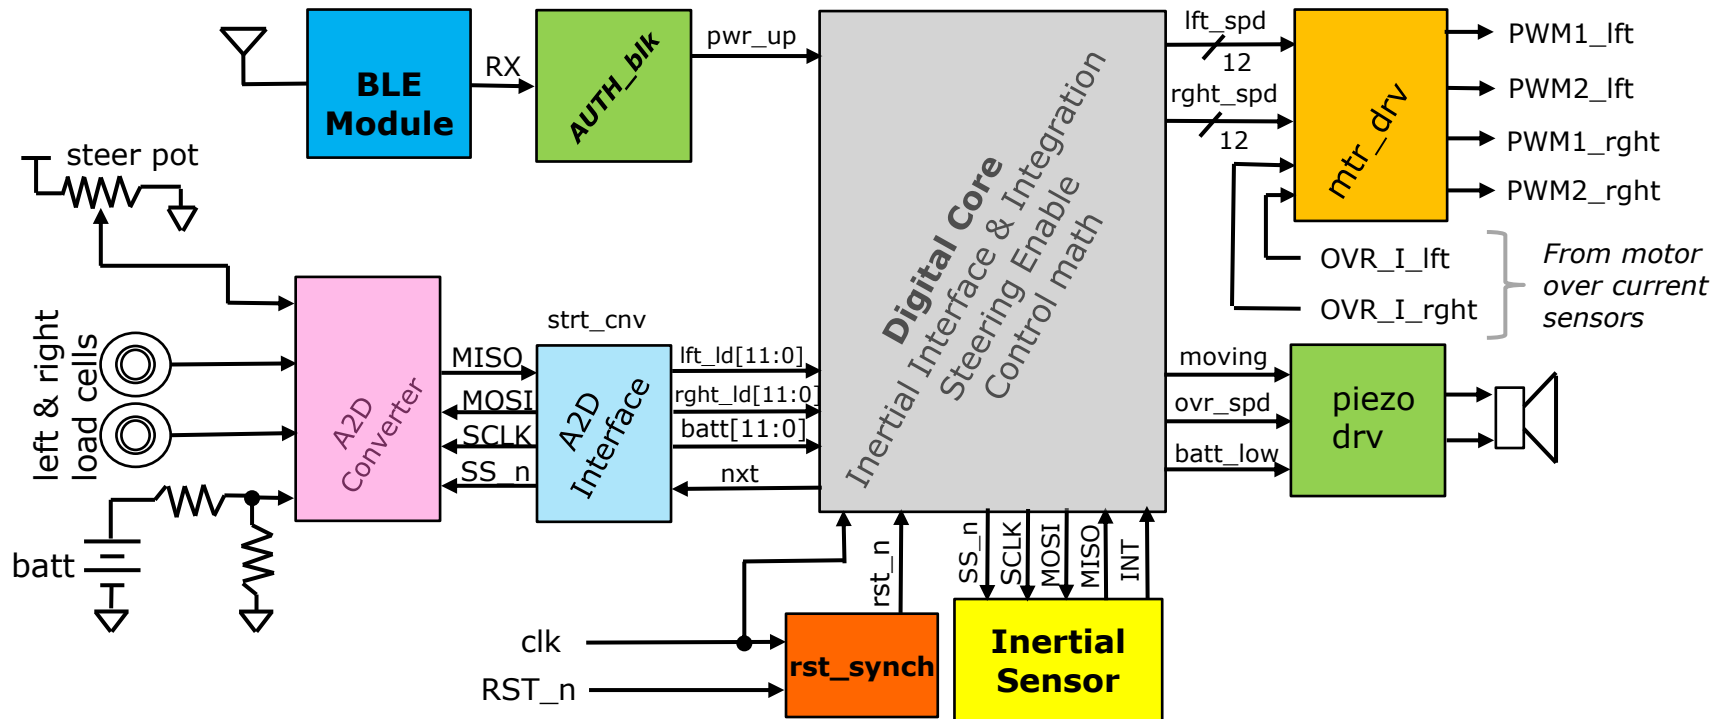 BLE
Module
RX
AUTH_blk
pwr_up
Digital Core
Inertial Interface & Integration
Steering Enable
Control math
lft_spd
12
rght_spd
12
mtr_drv
PWM1_lft
PWM2_lft
PWM1_rght
PWM2_rght
OVR_I_lft
OVR_I_rght
From motor
over current
sensors
steer pot
left & right
load cells
batt
A2D
Converter
MISO
MOSI
SCLK
SS_n
strt_cnv
A2D
Interface
lft_ld[11:0]
rght_ld[11:0]
batt[11:0]
nxt
moving
ovr_spd
batt_low
piezo
drv
clk
RST_n
rst_synch
rst_n
SS_n
SCLK
MOSI
MISO
INT
Inertial
Sensor